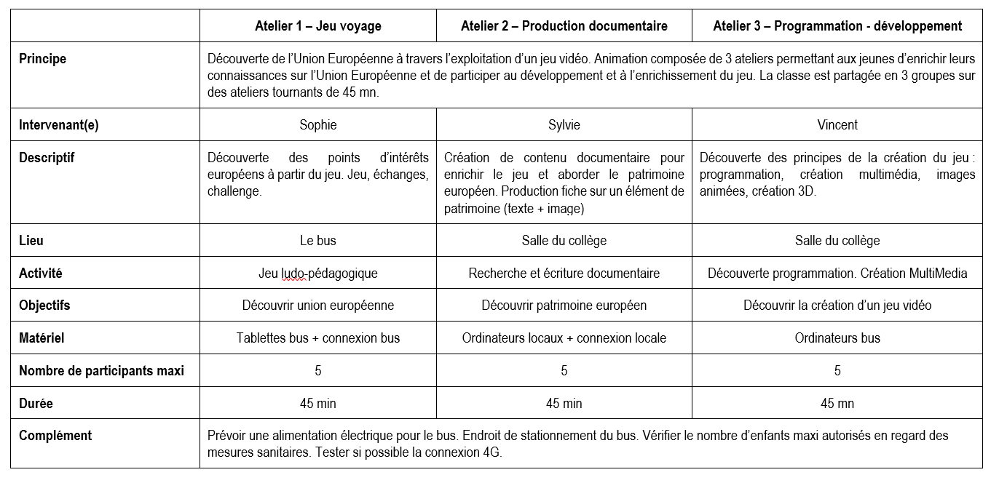 Atelier 1 – Jeu voyage
Atelier 2 – Production documentaire
Atelier 3 – Programmation - développement
Principe
Découverte de l’Union Européenne à travers l’exploitation d’un jeu vidéo. Animation composée de 3 ateliers permettant aux jeunes d’enrichir leurs
connaissances sur l’Union Européenne et de participer au développement et à l’enrichissement du jeu. La classe est partagée en 3 groupes sur
des ateliers tournants de 45 mn.
Intervenant(e)
Sophie
Sylvie
Vincent
Descriptif
Découverte des points d’intérêts
européens à partir du jeu. Jeu, échanges,
challenge.
Création de contenu documentaire pour
enrichir le jeu et aborder le patrimoine
européen. Production fiche sur un élément de
patrimoine (texte + image)
Découverte des principes de la création du jeu :
programmation, création multimédia, images
animées, création 3D.
Lieu
Le bus
Salle du collège
Salle du collège
Activité
Jeu ludo-pédagogique
Recherche et écriture documentaire
Découverte programmation. Création MultiMedia
Objectifs
Découvrir union européenne
Découvrir patrimoine européen
Découvrir la création d’un jeu vidéo
Matériel
Tablettes bus + connexion bus
Ordinateurs locaux + connexion locale
Ordinateurs bus
Nombre de participants maxi
5
5
5
Durée
45 min
45 min
45 mn
Complément
Prévoir une alimentation électrique pour le bus. Endroit de stationnement du bus. Vérifier le nombre d’enfants maxi autorisés en regard des
mesures sanitaires. Tester si possible la connexion 4G.